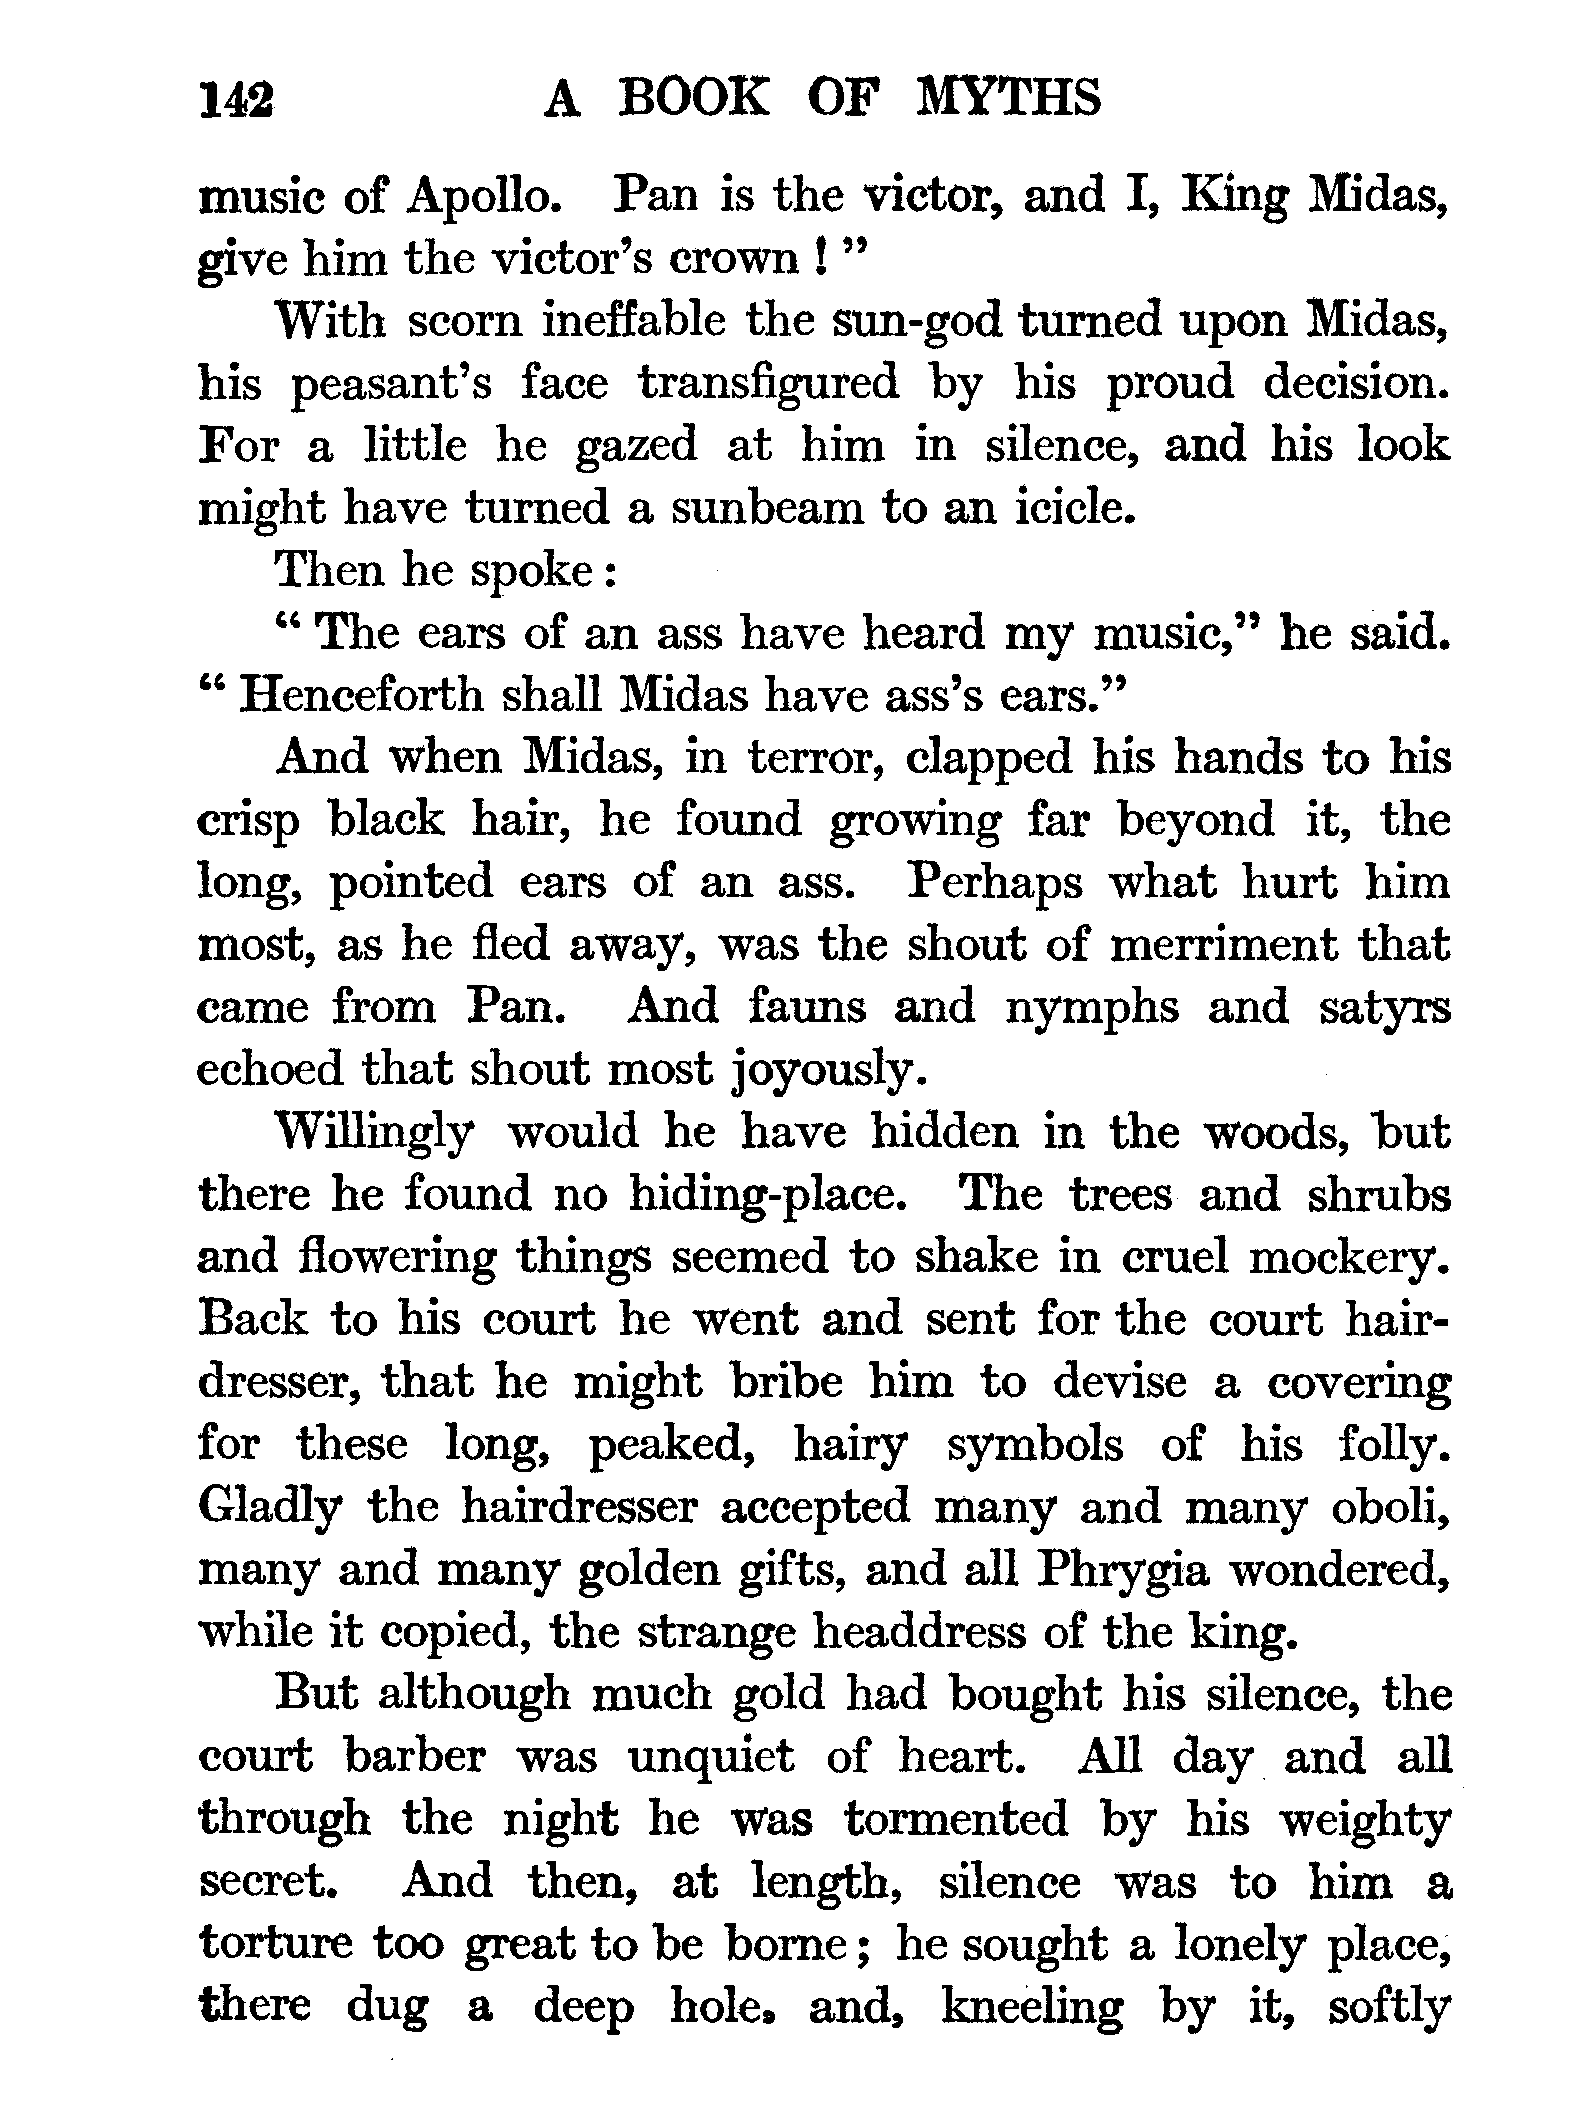 142 A BOOK OF MYTHS
music of Apollo. Pan is the victor, and I, King Midas,
give him the victor's crown ! ”
With scorn ineffable the sun-god turned upon Midas,
his peasant's face transfigured by his proud decision.
For a little he gazed at him in silence, and his look
might have turned a sunbeam to an icicle.
Then he spoke :
“ The ears of an ass have heard my music,” he said.
“ Henceforth shall Midas have ass's ears.”
And when Midas, in terror, clapped his hands to his
crisp black hair, he found growing far beyond it, the
long, pointed ears of an ass. Perhaps what hurt him
most, as he fled away, was the shout of merriment that
came from Pan. And fauns and nymphs and satyrs
echoed that shout most joyously.
Willingly would he have hidden in the woods, but
there he found no hiding-place. The trees and shrubs
and flowering things seemed to shake in cruel mockery.
Back to his court he went and sent for the court hair-
dresser, that he might bribe him to devise a covering
for these long, peaked, hairy symbols of his folly.
Gladly the hairdresser accepted many and many oboli,
many and many golden gifts, and all Phrygia wondered,
while it copied, the strange headdress of the king.
But although much gold had bought his silence, the
court barber was unquiet of heart. All day and all
through the night he was tormented by his weighty
secret. And then, at length, silence was to him a
torture too great to be borne ; he sought a lonely place,
there dug a deep hole, and, kneeling by it, softly